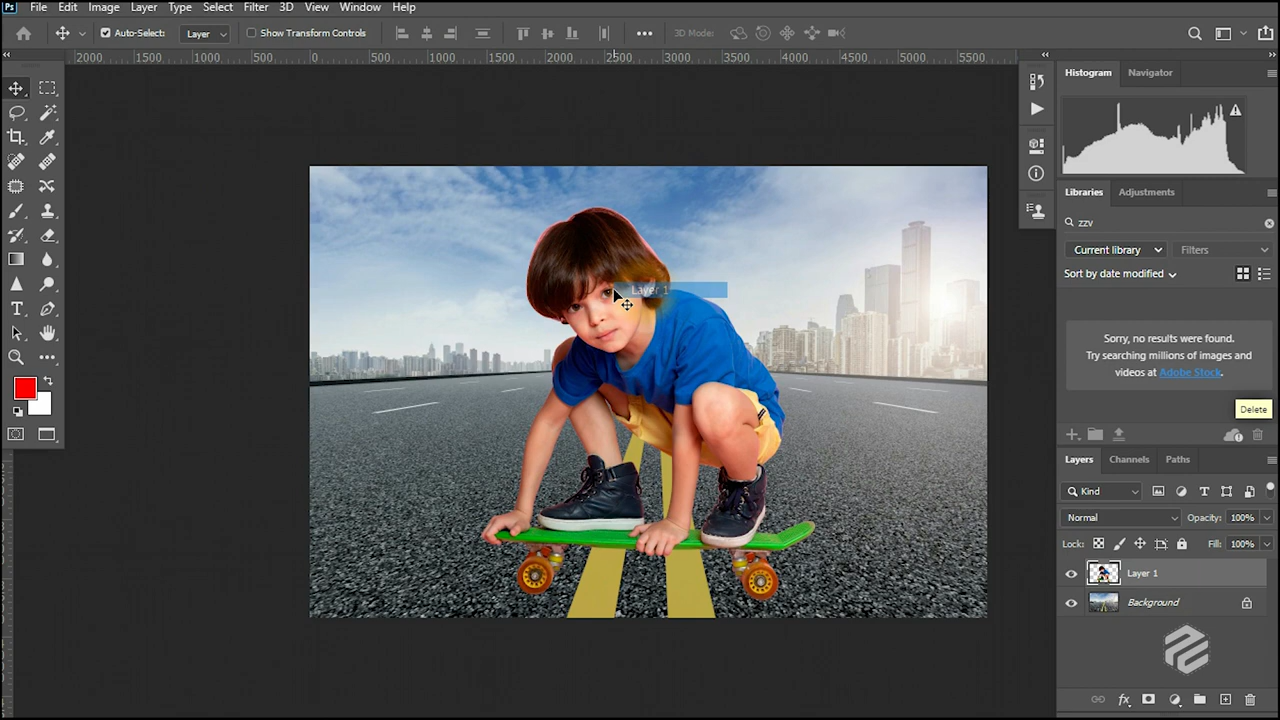 Ps File Edit Image Layer Type Select Filter 3D View Window Help
Auto-Select: Layer Show Transform Controls 3D Mode:
2000 1500 1000 500 0 500 1000 1500 2000 2500 3000 3500 4000 4500 5000 5500
Histogram Navigator
Libraries Adjustments
zzv
Current library Filters
Sort by date modified
Layer 1
Sorry, no results were found.
Try searching millions of images and
videos at Adobe Stock.
Delete
Layers Channels Paths
Kind
Normal Opacity: 100%
Lock: Fill: 100%
Layer 1
Background
fx